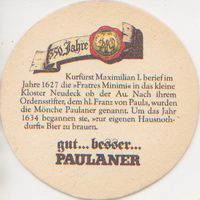 350 Jahre
Kurfürst Maximilian I. berief im
Jahre 1627 die »Fratres Minimi« in das kleine
Kloster Neudeck ob der Au. Nach ihrem
Ordensstifter, dem hl. Franz von Paula, wurden
die Mönche Paulaner genannt. Um das Jahr
1634 begannen sie, »zur eigenen Hausnoth-
durft« Bier zu brauen.
gut... besser...
PAULANER